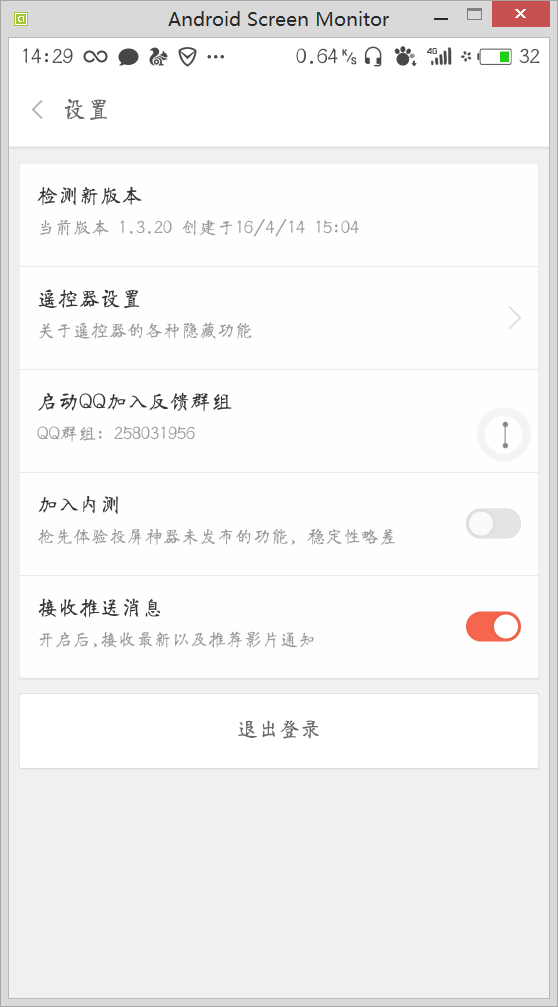 Android Screen Monitor
14:29 0.64 K/s 4G 32
设置
检测新版本
当前版本 1.3.20 创建于16/4/14 15:04
遥控器设置
关于遥控器的各种隐藏功能
启动QQ加入反馈群组
QQ群组: 258031956
加入内测
抢先体验投屏神器未发布的功能, 稳定性略差
接收推送消息
开启后,接收最新以及推荐影片通知
退出登录